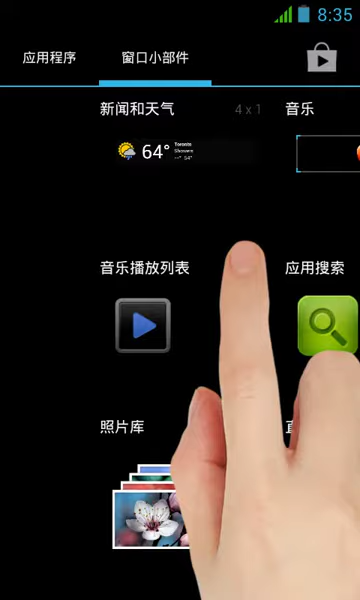 8:35
应用程序 窗口小部件
新闻和天气 4 x 1 音乐
64° Toronto
音乐播放列表 应用搜索
照片库